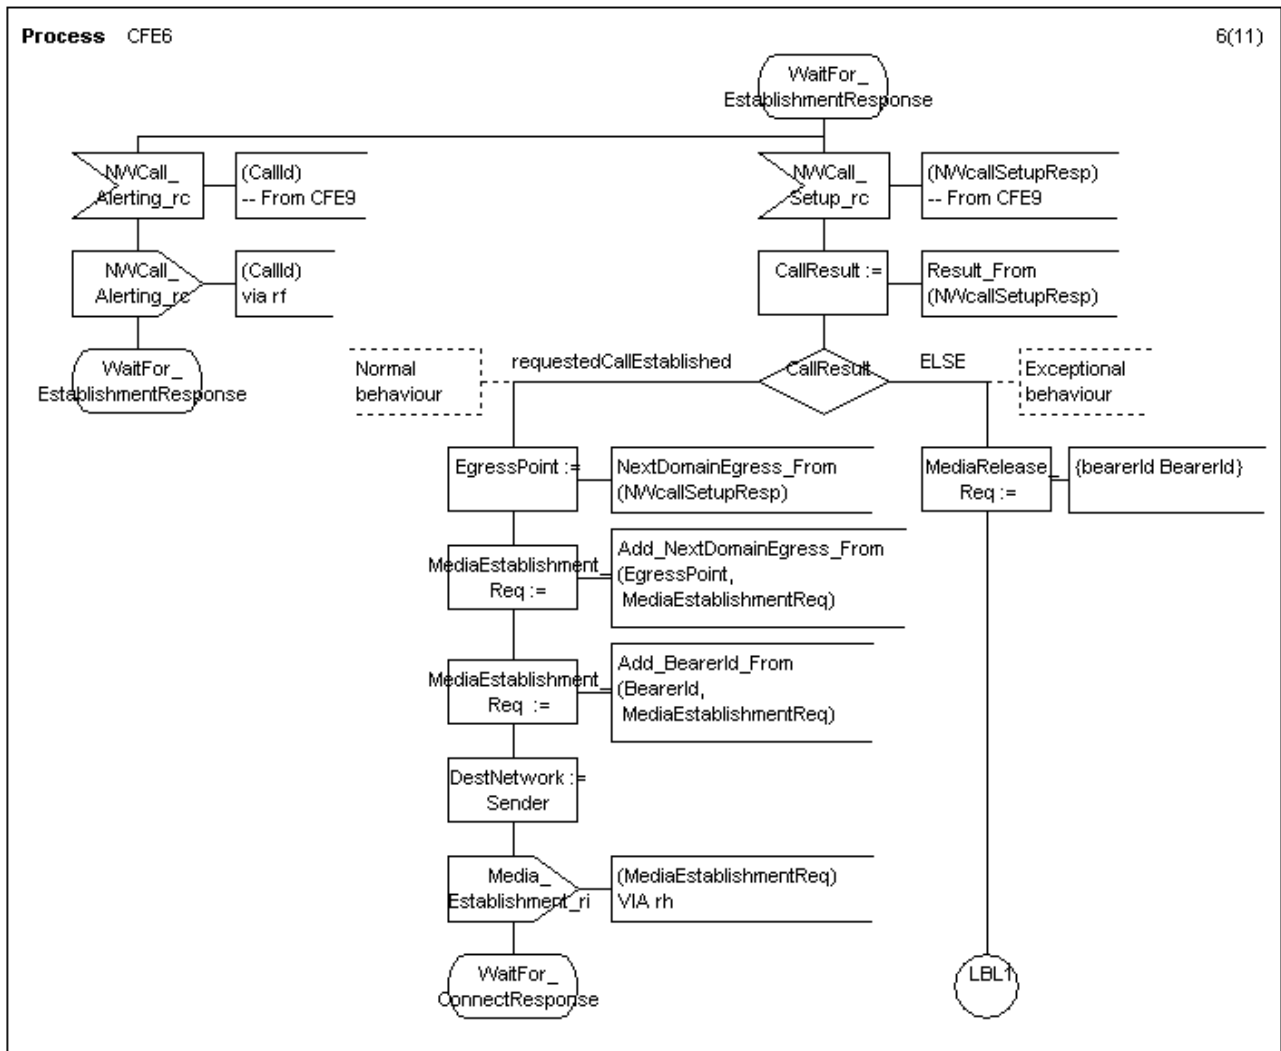 Process CFE6 6(11)
WaitFor_
EstablishmentResponse
NWCall_
Alerting_rc
(CallId)
-- From CFE9
NWCall_
Setup_rc
(NWcallSetupResp)
-- From CFE9
NWCall_
Alerting_rc
(CallId)
via rf
CallResult :=
Result_From
(NWcallSetupResp)
WaitFor_
EstablishmentResponse
Normal
behaviour
requestedCallEstablished
CallResult
ELSE
Exceptional
behaviour
EgressPoint :=
NextDomainEgress_From
(NWcallSetupResp)
MediaRelease_
Req :=
{bearerId BearerId}
MediaEstablishment_
Req :=
Add_NextDomainEgress_From
(EgressPoint,
MediaEstablishmentReq)
MediaEstablishment_
Req :=
Add_BearerId_From
(BearerId,
MediaEstablishmentReq)
DestNetwork :=
Sender
Media_
Establishment_ri
(MediaEstablishmentReq)
VIA rh
WaitFor_
ConnectResponse
LBL1